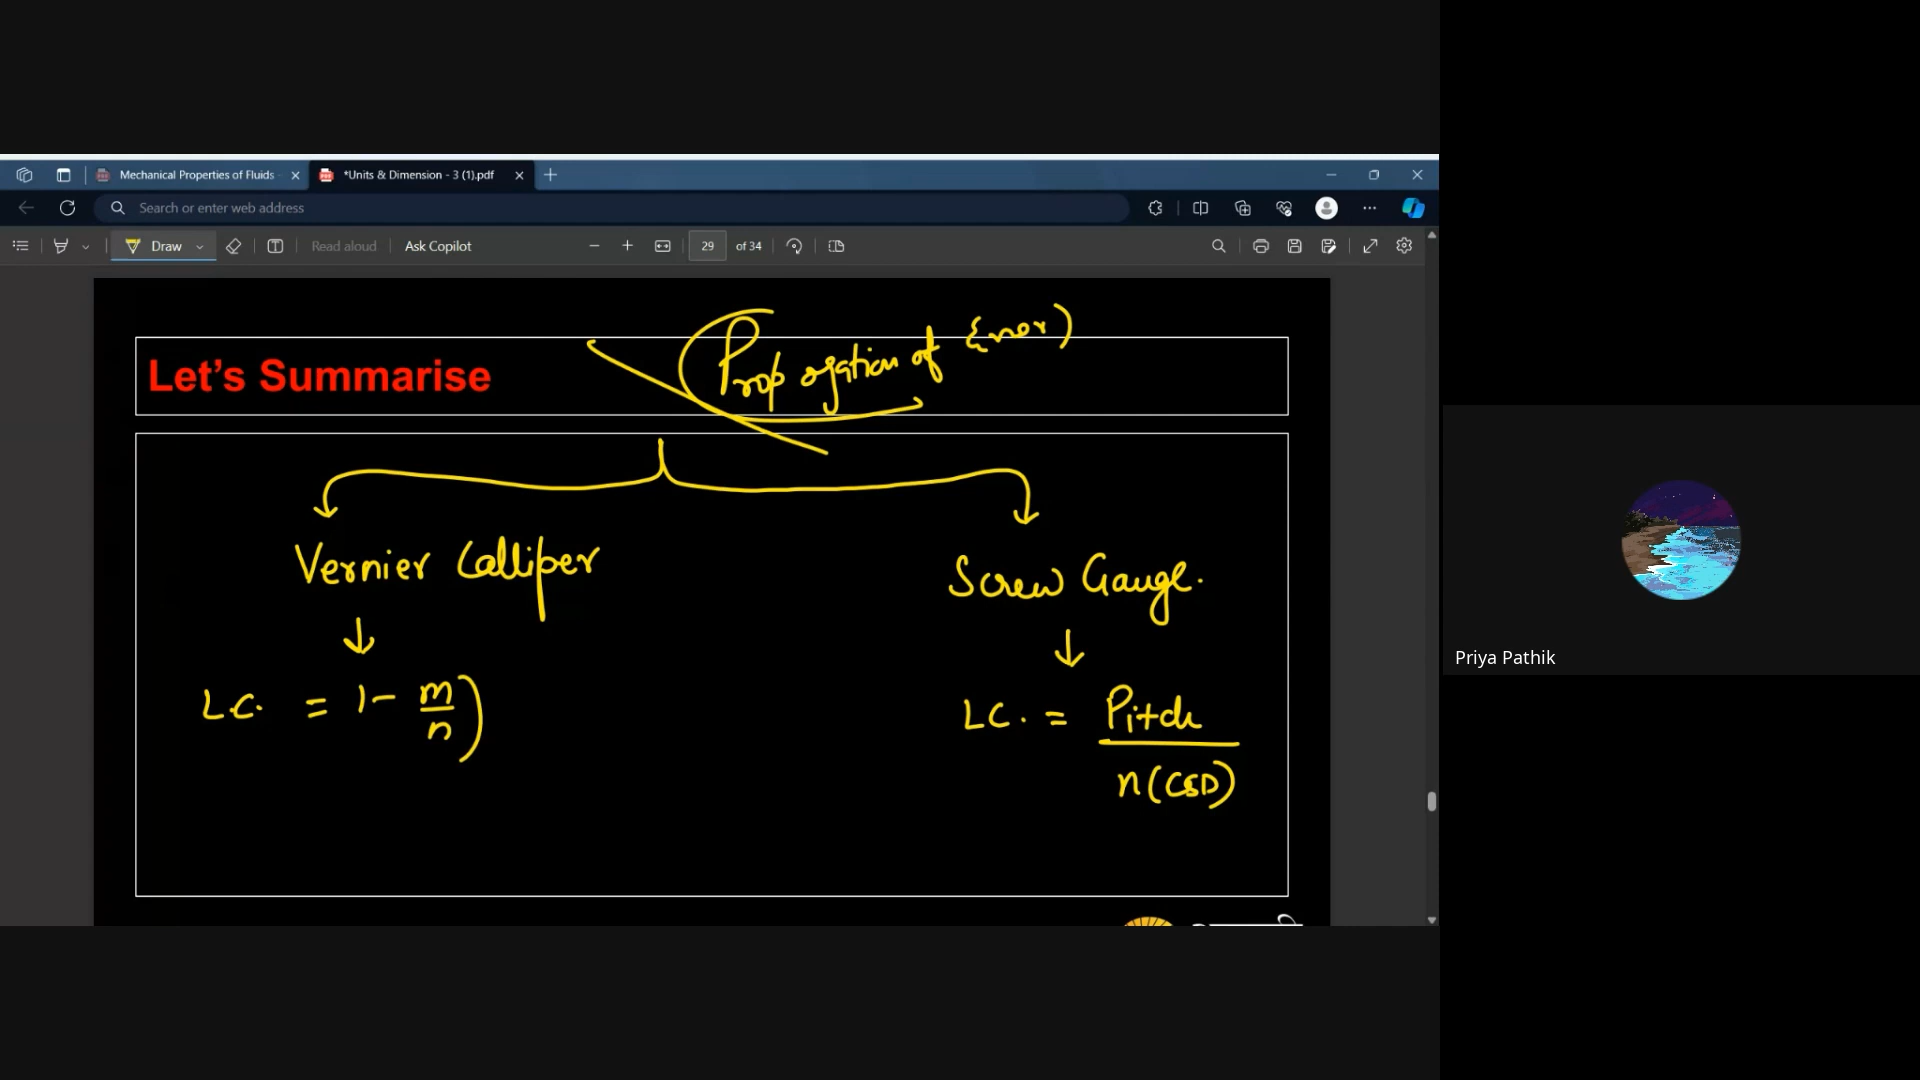 Mechanical Properties of Fluids
*Units & Dimension - 3 (1).pdf
Search or enter web address
Draw
Read aloud
Ask Copilot
29 of 34
Propogation of Error)
Let's Summarise
Vernier Calliper
Screw Gauge.
L.C. = 1 - m/n)
LC. = Pitch
n(CSD)
Priya Pathik